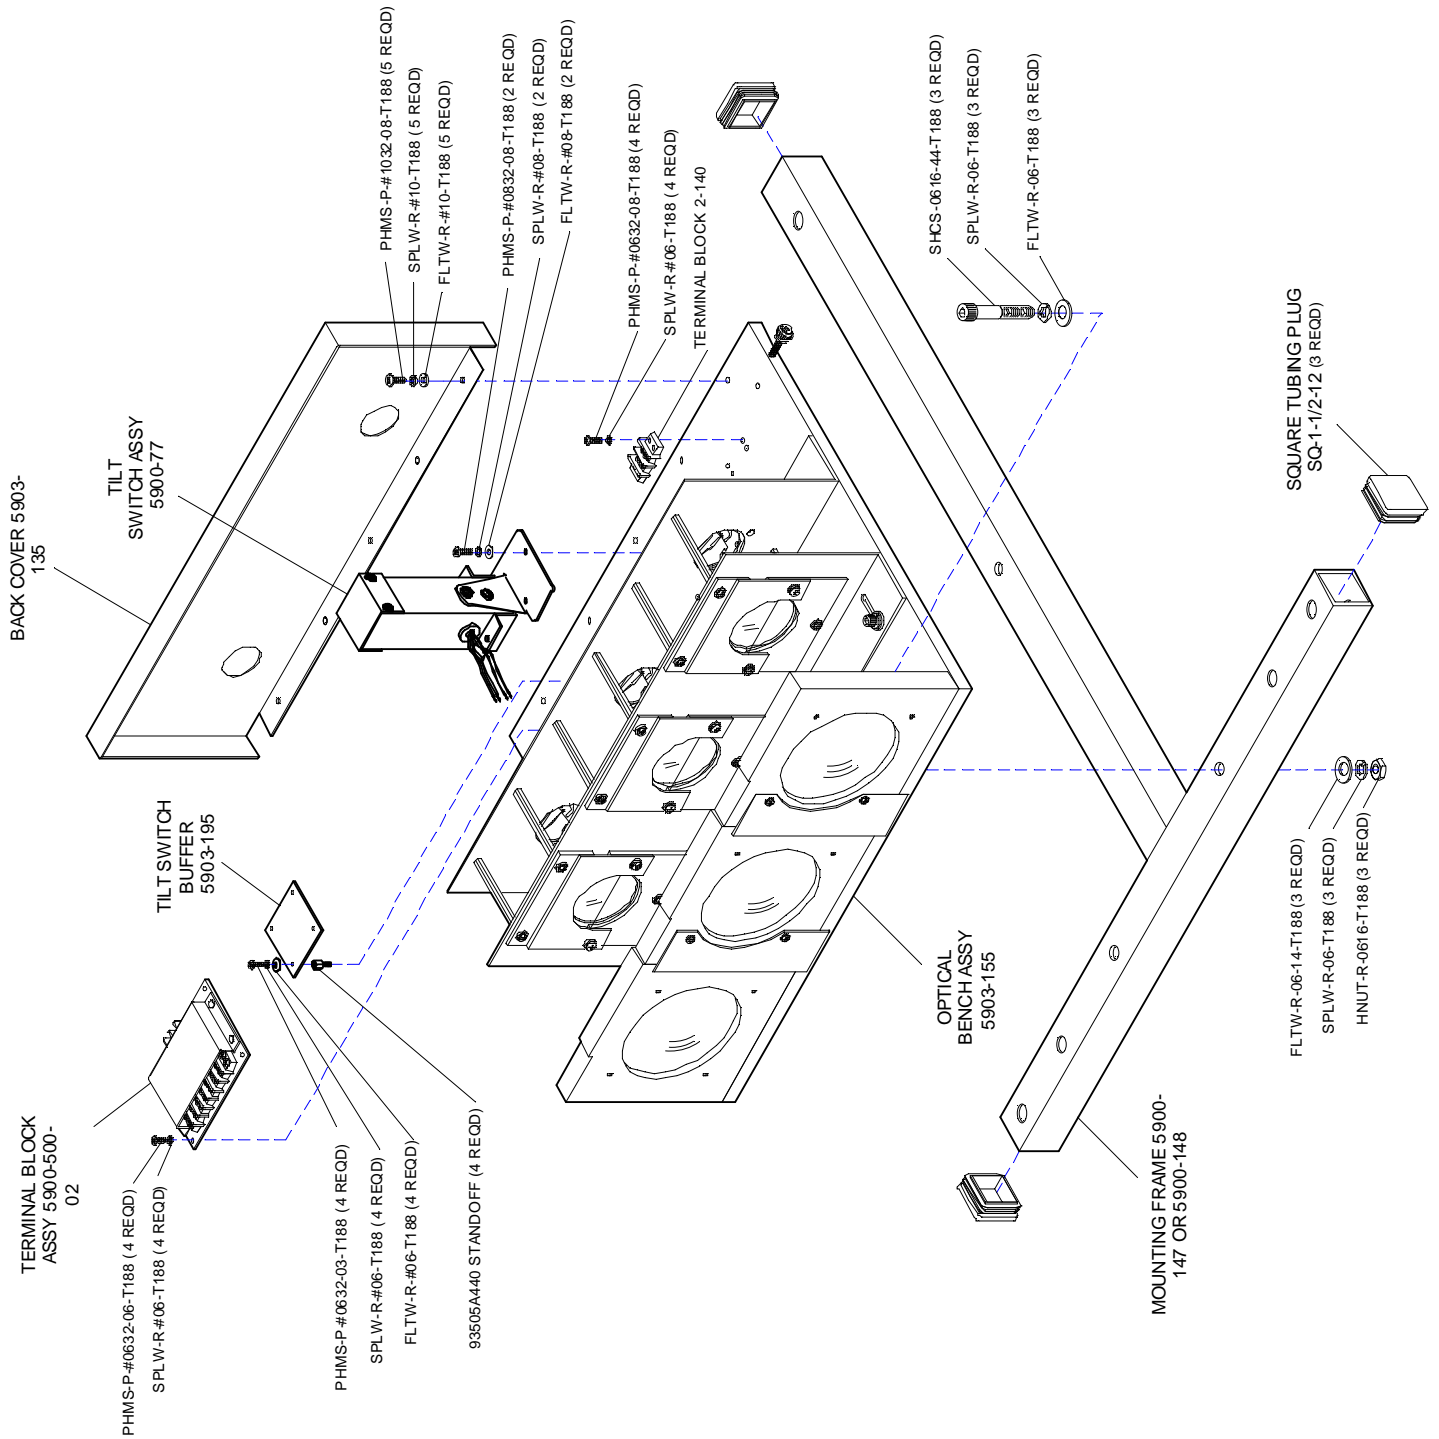 BACK COVER 5903-
135
TILT
SWITCH ASSY
5900-77
PHMS-P-#1032-08-T188 (5 REQD)
SPLW-R-#10-T188 (5 REQD)
FLTW-R-#10-T188 (5 REQD)
PHMS-P-#0832-08-T188 (2 REQD)
SPLW-R-#08-T188 (2 REQD)
FLTW-R-#08-T188 (2 REQD)
PHMS-P-#0632-08-T188 (4 REQD)
SPLW-R-#06-T188 (4 REQD)
TERMINAL BLOCK 2-140
SHCS-0616-44-T188 (3 REQD)
SPLW-R-06-T188 (3 REQD)
FLTW-R-06-T188 (3 REQD)
SQUARE TUBING PLUG
SQ-1-1/2-12 (3 REQD)
TILT SWITCH
BUFFER
5903-195
TERMINAL BLOCK
ASSY 5900-500-
02
PHMS-P-#0632-06-T188 (4 REQD)
SPLW-R-#06-T188 (4 REQD)
PHMS-P-#0632-03-T188 (4 REQD)
SPLW-R-#06-T188 (4 REQD)
FLTW-R-#06-T188 (4 REQD)
93505A440 STANDOFF (4 REQD)
OPTICAL
BENCH ASSY
5903-155
FLTW-R-06-14-T188 (3 REQD)
SPLW-R-06-T188 (3 REQD)
HNUT-R-0616-T188 (3 REQD)
MOUNTING FRAME 5900-
147 OR 5900-148